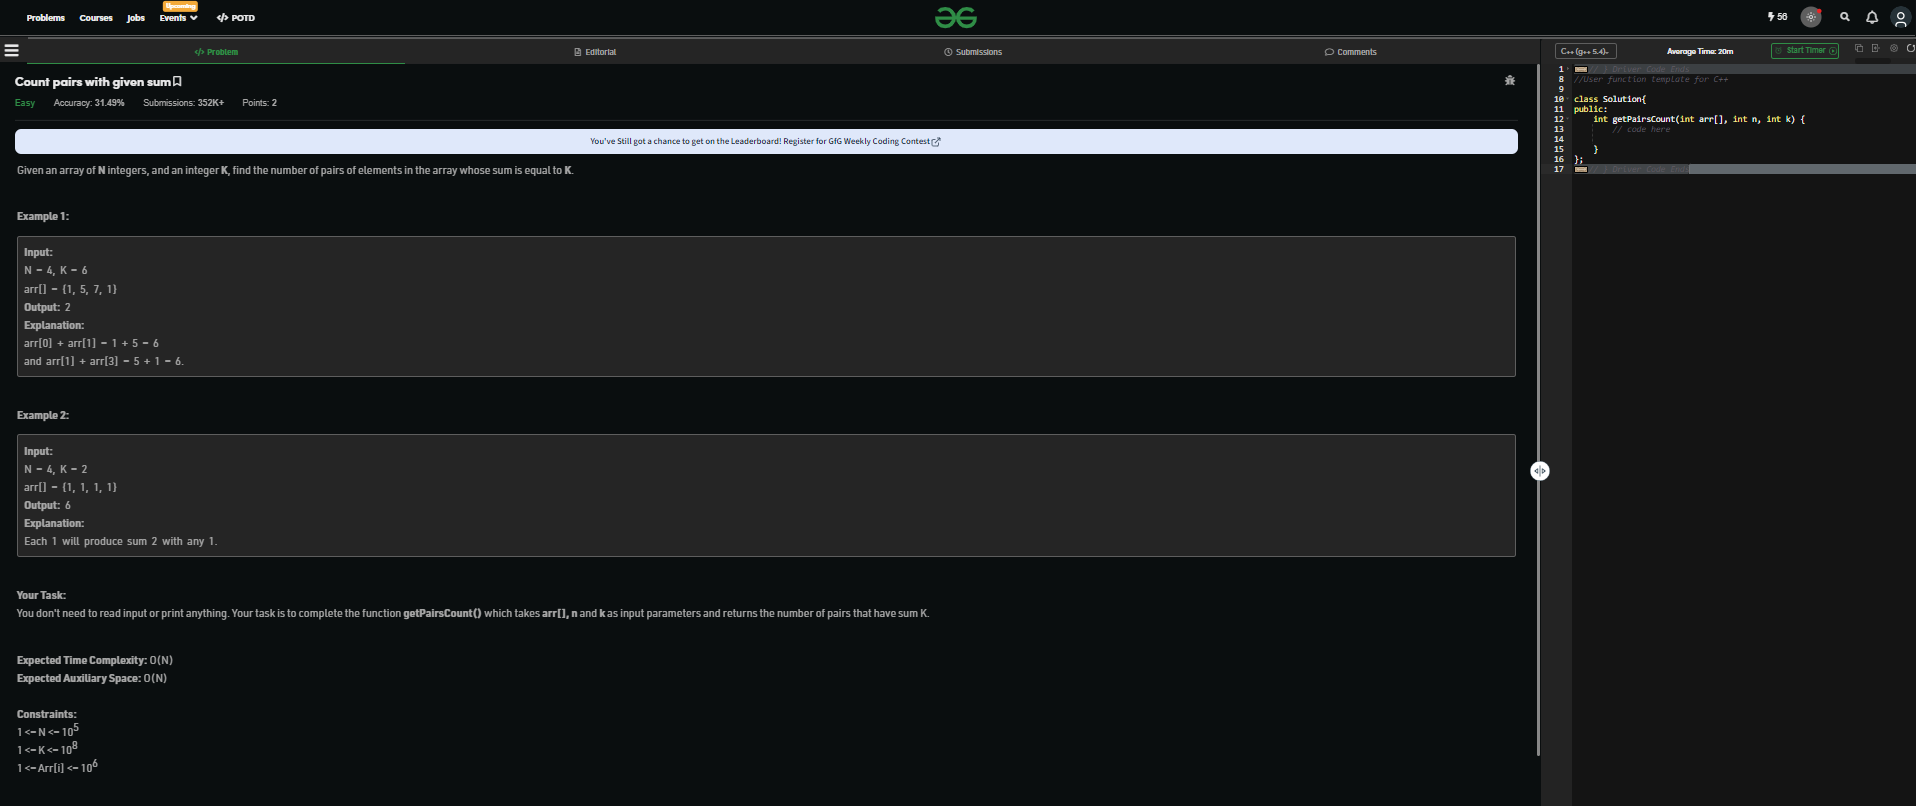 Upcoming
Problems Courses Jobs Events </> POTD
56
</> Problem Editorial Submissions Comments
C++ (g++ 5.4) Average Time: 20m Start Timer
Count pairs with given sum
Easy Accuracy: 31.49% Submissions: 352K+ Points: 2
You've Still got a chance to get on the Leaderboard! Register for GfG Weekly Coding Contest
Given an array of N integers, and an integer K, find the number of pairs of elements in the array whose sum is equal to K.
Example 1:
Input:
N = 4, K = 6
arr[] = {1, 5, 7, 1}
Output: 2
Explanation:
arr[0] + arr[1] = 1 + 5 = 6
and arr[1] + arr[3] = 5 + 1 = 6.
Example 2:
Input:
N = 4, K = 2
arr[] = {1, 1, 1, 1}
Output: 6
Explanation:
Each 1 will produce sum 2 with any 1.
Your Task:
You don't need to read input or print anything. Your task is to complete the function getPairsCount() which takes arr[], n and k as input parameters and returns the number of pairs that have sum K.
Expected Time Complexity: O(N)
Expected Auxiliary Space: O(N)
Constraints:
1 <= N <= 10^5
1 <= K <= 10^8
1 <= Arr[i] <= 10^6
1 // } Driver Code Ends
8 //User function template for C++
9
10 class Solution{
11 public:
12 int getPairsCount(int arr[], int n, int k) {
13 // code here
14
15 }
16 };
17 // } Driver Code Ends